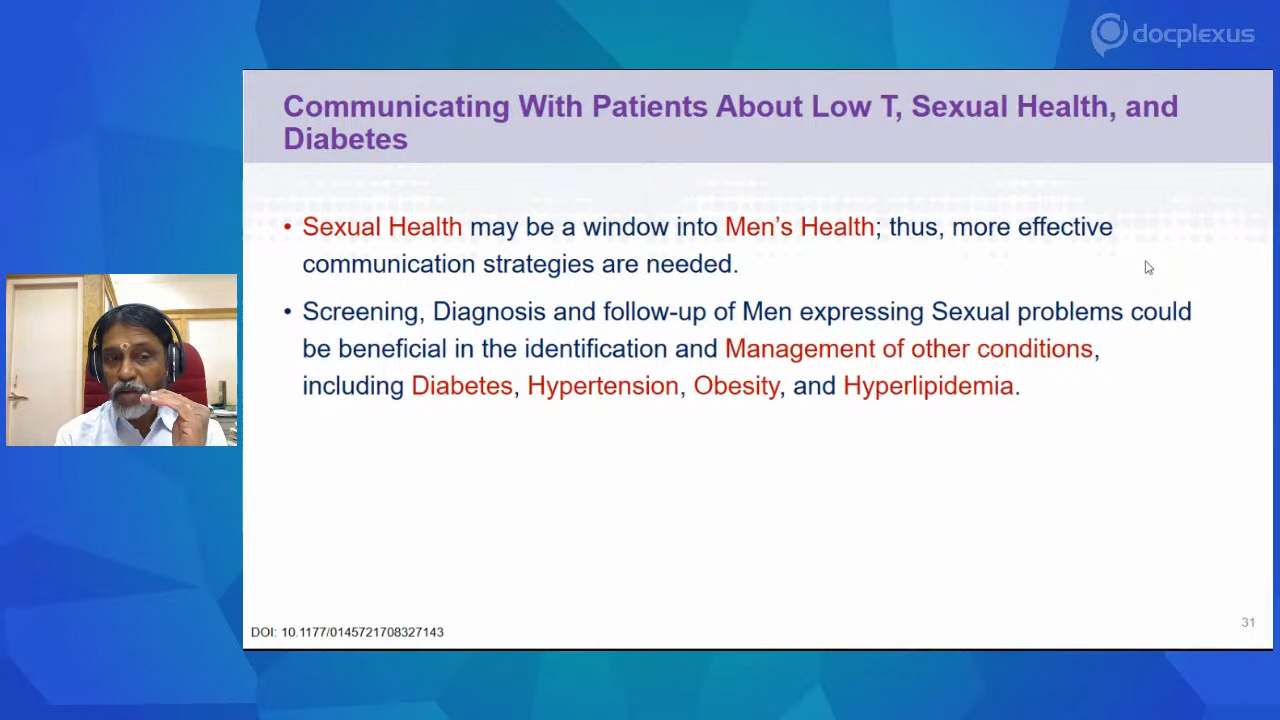 docplexus
Communicating With Patients About Low T, Sexual Health, and
Diabetes
• Sexual Health may be a window into Men’s Health; thus, more effective
communication strategies are needed.
• Screening, Diagnosis and follow-up of Men expressing Sexual problems could
be beneficial in the identification and Management of other conditions,
including Diabetes, Hypertension, Obesity, and Hyperlipidemia.
DOI: 10.1177/0145721708327143
31